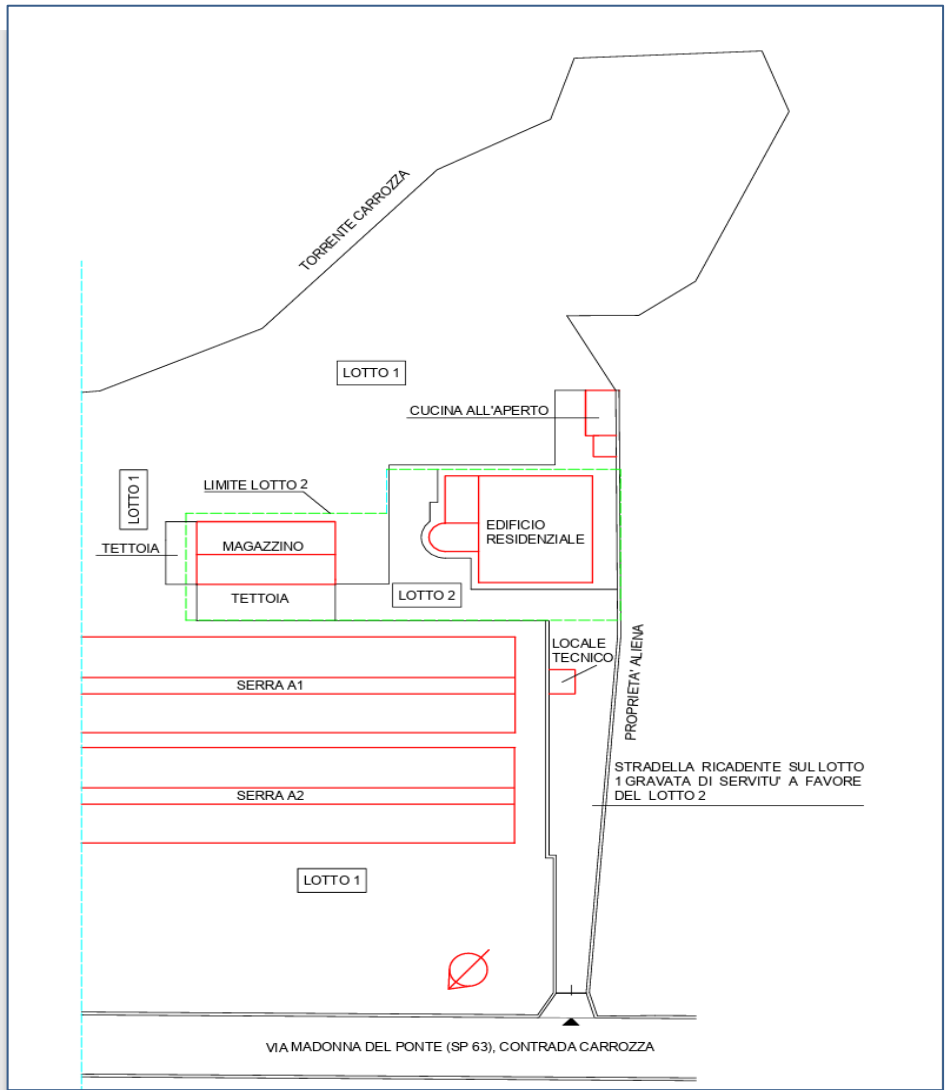 TORRENTE CARROZZA
LOTTO 1
CUCINA ALL'APERTO
LOTTO 1
LIMITE LOTTO 2
TETTOIA
MAGAZZINO
EDIFICIO
RESIDENZIALE
TETTOIA
LOTTO 2
LOCALE
TECNICO
PROPRIETA' ALIENA
SERRA A1
STRADELLA RICADENTE SUL LOTTO
1 GRAVATA DI SERVITU' A FAVORE
DEL LOTTO 2
SERRA A2
LOTTO 1
VIA MADONNA DEL PONTE (SP 63), CONTRADA CARROZZA